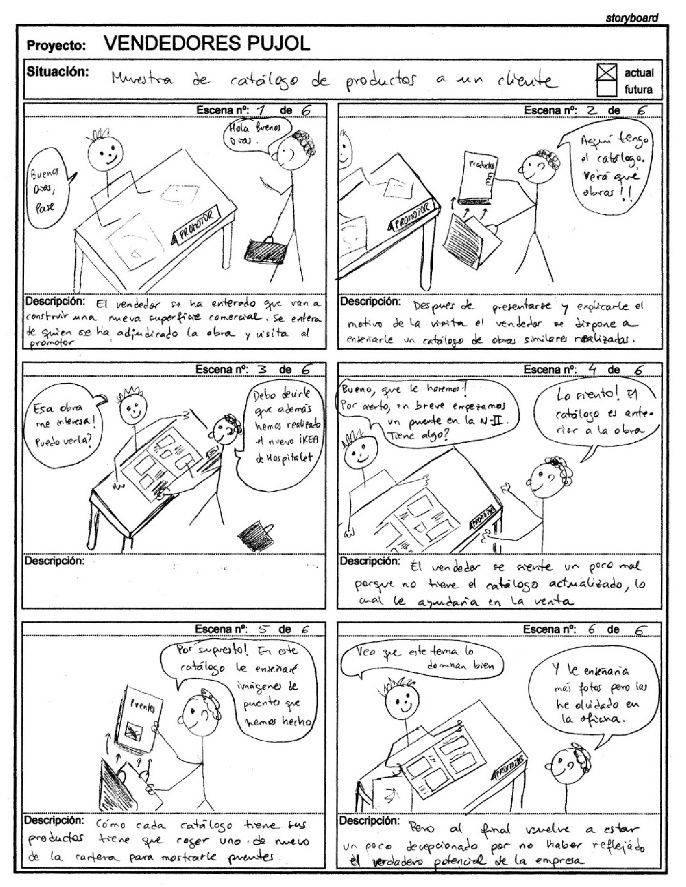 storyboard
Proyecto: VENDEDORES PUJOL
Situación: Muestra de catálogo de productos a un cliente
actual
futura
Escena nº: 1 de 6
Buenos
Días,
Pase
Hola Buenos
Días.
PROMOTOR
Descripción: El vendedor se ha enterado que van a
construir una nueva superficie comercial. Se entera
de quien se ha adjudicado la obra y visita al
promotor
Escena nº: 2 de 6
Productos
Aquí tengo
el catálogo.
Verá que
obras!!
PROMOTOR
Descripción: Después de presentarse y explicarle el
motivo de la visita el vendedor se dispone a
enseñarle un catálogo de obras similares realizadas.
Escena nº: 3 de 6
Esa obra
me interesa!
Puedo verla?
Debo decirle
que además
hemos realizado
el nuevo IKEA
de Hospitalet
Descripción:
Escena nº: 4 de 6
Bueno, que le haremos!
Por cierto, en breve empezamos
un puente en la N-II.
Tiene algo?
Lo siento! El
catálogo es ante-
rior a la obra
PROMOTOR
Descripción: El vendedor se siente un poco mal
porque no tiene el catálogo actualizado, lo
cual le ayudaría en la venta
Escena nº: 5 de 6
Por supuesto! En este
catálogo le enseñaré
imágenes de
puentes que
hemos hecho
Puentes
Descripción: Cómo cada catálogo tiene sus
productos tiene que coger uno de nuevo
de la cartera para mostrarle puentes
Escena nº: 6 de 6
Veo que este tema lo
dominan bien
Y le enseñaría
más fotos pero las
he olvidado en
la oficina.
PROMOTOR
Descripción: Pero al final vuelve a estar
un poco decepcionado por no haber reflejado
el verdadero potencial de la empresa